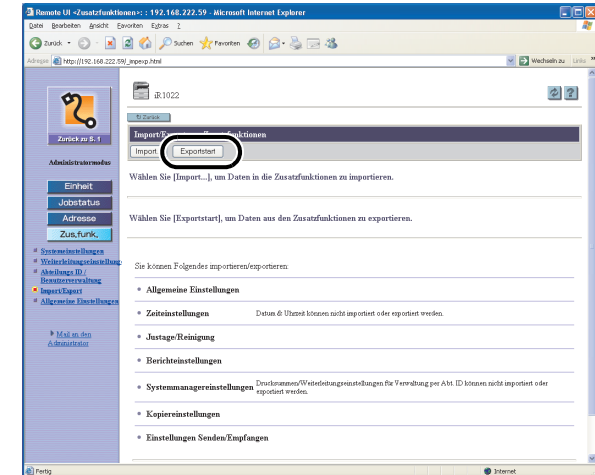 Remote UI <Zusatzfunktionen>: : 192.168.222.59 - Microsoft Internet Explorer
Datei Bearbeiten Ansicht Favoriten Extras ?
Zurück Suchen Favoriten
Adresse http://192.168.222.59/_impexp.html Wechseln zu Links
iR1022
Zurück
Zurück zu S. 1
Import/Export
Import Exportstart
Administratormodus
Wählen Sie [Import...], um Daten in die Zusatzfunktionen zu importieren.
Einheit
Jobstatus
Adresse
Zus,funk,
Wählen Sie [Exportstart], um Daten aus den Zusatzfunktionen zu exportieren.
Systemeinstellungen
Weiterleitungseinstellung
Abteilungs ID /
Benutzerverwaltung
Import/Export
Allgemeine Einstellungen
Mail an den
Administrator
Sie können Folgendes importieren/exportieren:
Allgemeine Einstellungen
Zeiteinstellungen Datum & Uhrzeit können nicht importiert oder exportiert werden.
Justage/Reinigung
Berichteinstellungen
Systemmanagereinstellungen Drucksummen/Weiterleitungseinstellungen für Verwaltung per Abt. ID können nicht importiert oder
exportiert werden.
Kopiereinstellungen
Einstellungen Senden/Empfangen
Fertig Internet